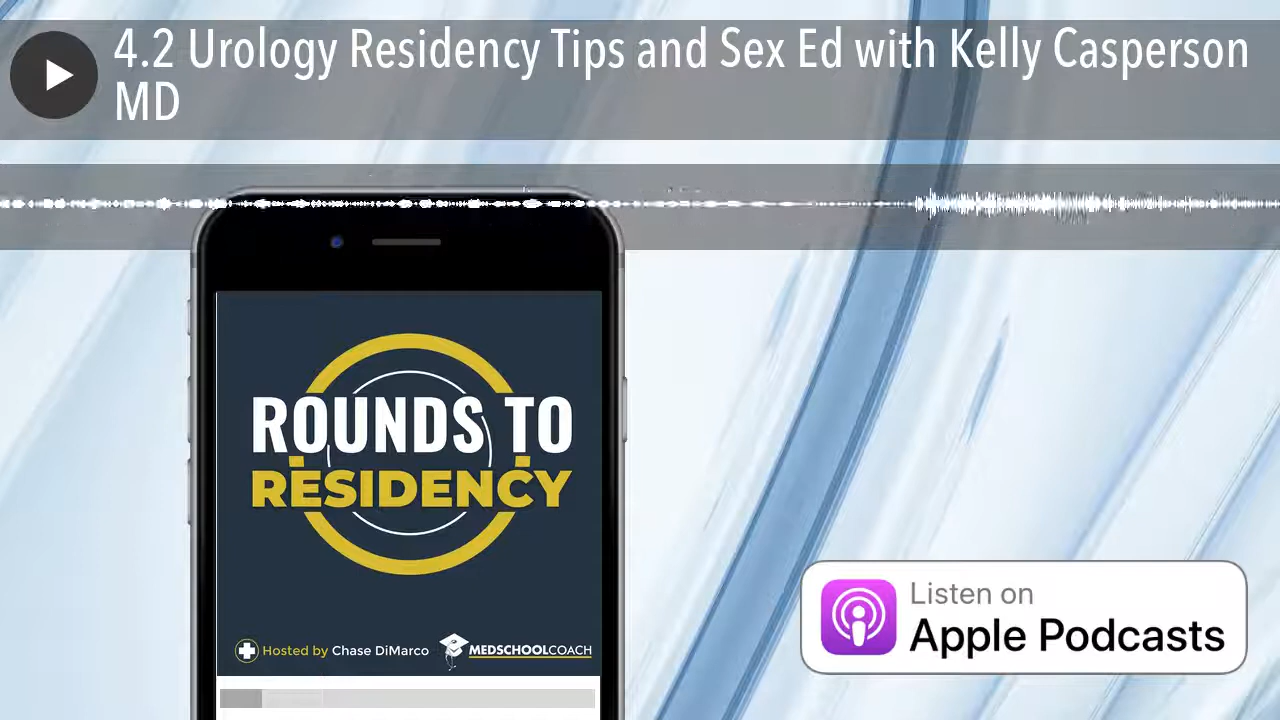 4.2 Urology Residency Tips and Sex Ed with Kelly Casperson
MD
ROUNDS TO
RESIDENCY
Hosted by Chase DiMarco
MEDSCHOOLCOACH
Listen on
Apple Podcasts